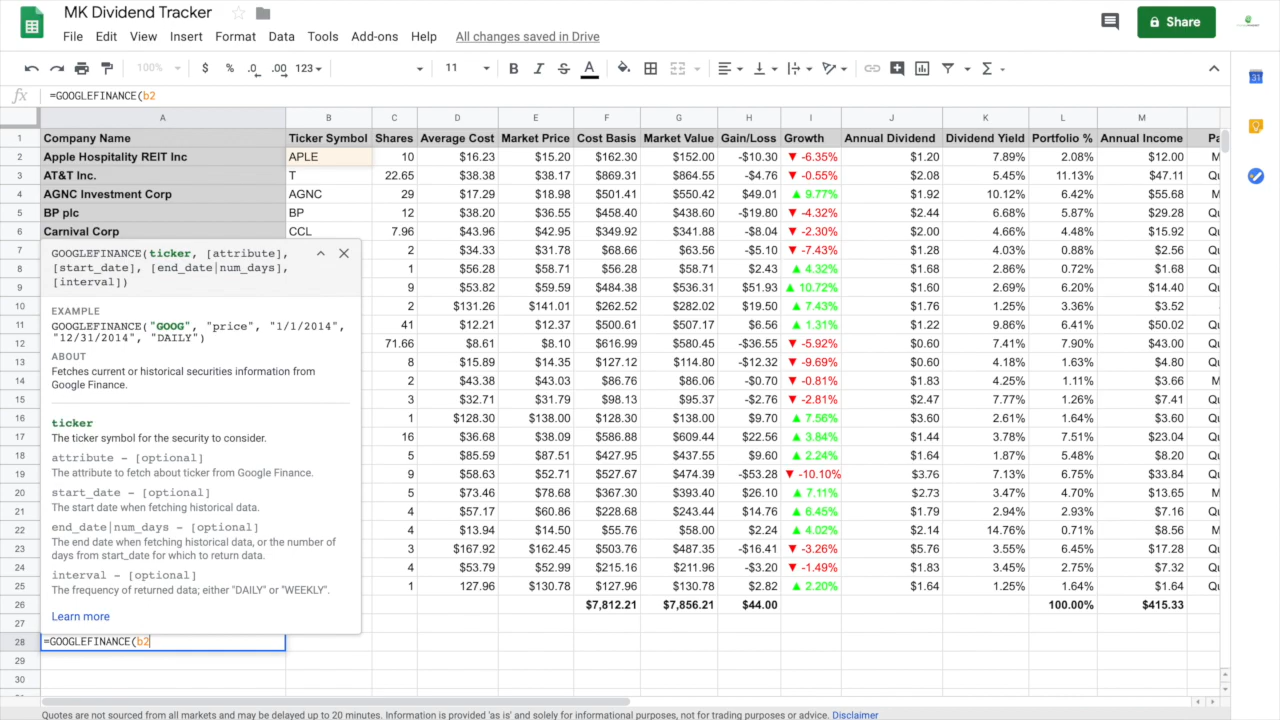 MK Dividend Tracker
File Edit View Insert Format Data Tools Add-ons Help All changes saved in Drive
Share
100% $ % .0 .00 123 11 B I S A
fx =GOOGLEFINANCE(b2
A B C D E F G H I J K L M
1 Company Name Ticker Symbol Shares Average Cost Market Price Cost Basis Market Value Gain/Loss Growth Annual Dividend Dividend Yield Portfolio % Annual Income Pa
2 Apple Hospitality REIT Inc APLE 10 $16.23 $15.20 $162.30 $152.00 -$10.30 ▼ -6.35% $1.20 7.89% 2.08% $12.00 M
3 AT&T Inc. T 22.65 $38.38 $38.17 $869.31 $864.55 -$4.76 ▼ -0.55% $2.08 5.45% 11.13% $47.11 Qu
4 AGNC Investment Corp AGNC 29 $17.29 $18.98 $501.41 $550.42 $49.01 ▲ 9.77% $1.92 10.12% 6.42% $55.68 M
5 BP plc BP 12 $38.20 $36.55 $458.40 $438.60 -$19.80 ▼ -4.32% $2.44 6.68% 5.87% $29.28 Qu
6 Carnival Corp CCL 7.96 $43.96 $42.95 $349.92 $341.88 -$8.04 ▼ -2.30% $2.00 4.66% 4.48% $15.92 Qu
7 2 $34.33 $31.78 $68.66 $63.56 -$5.10 ▼ -7.43% $1.28 4.03% 0.88% $2.56 Qu
8 1 $56.28 $58.71 $56.28 $58.71 $2.43 ▲ 4.32% $1.68 2.86% 0.72% $1.68 Qu
9 9 $53.82 $59.59 $484.38 $536.31 $51.93 ▲ 10.72% $1.60 2.69% 6.20% $14.40 Qu
10 2 $131.26 $141.01 $262.52 $282.02 $19.50 ▲ 7.43% $1.76 1.25% 3.36% $3.52
11 41 $12.21 $12.37 $500.61 $507.17 $6.56 ▲ 1.31% $1.22 9.86% 6.41% $50.02 Qu
12 71.66 $8.61 $8.10 $616.99 $580.45 -$36.55 ▼ -5.92% $0.60 7.41% 7.90% $43.00 Qu
13 8 $15.89 $14.35 $127.12 $114.80 -$12.32 ▼ -9.69% $0.60 4.18% 1.63% $4.80 Qu
14 2 $43.38 $43.03 $86.76 $86.06 -$0.70 ▼ -0.81% $1.83 4.25% 1.11% $3.66 M
15 3 $32.71 $31.79 $98.13 $95.37 -$2.76 ▼ -2.81% $2.47 7.77% 1.26% $7.41 Qu
16 1 $128.30 $138.00 $128.30 $138.00 $9.70 ▲ 7.56% $3.60 2.61% 1.64% $3.60 Qu
17 16 $36.68 $38.09 $586.88 $609.44 $22.56 ▲ 3.84% $1.44 3.78% 7.51% $23.04 Qu
18 5 $85.59 $87.51 $427.95 $437.55 $9.60 ▲ 2.24% $1.64 1.87% 5.48% $8.20 Qu
19 9 $58.63 $52.71 $527.67 $474.39 -$53.28 ▼ -10.10% $3.76 7.13% 6.75% $33.84 Qu
20 5 $73.46 $78.68 $367.30 $393.40 $26.10 ▲ 7.11% $2.73 3.47% 4.70% $13.65 M
21 4 $57.17 $60.86 $228.68 $243.44 $14.76 ▲ 6.45% $1.79 2.94% 2.93% $7.16 Qu
22 4 $13.94 $14.50 $55.76 $58.00 $2.24 ▲ 4.02% $2.14 14.76% 0.71% $8.56 M
23 3 $167.92 $162.45 $503.76 $487.35 -$16.41 ▼ -3.26% $5.76 3.55% 6.45% $17.28 Qu
24 4 $53.79 $52.99 $215.16 $211.96 -$3.20 ▼ -1.49% $1.83 3.45% 2.75% $7.32 Qu
25 1 127.96 $130.78 $127.96 $130.78 $2.82 ▲ 2.20% $1.64 1.25% 1.64% $1.64 Qu
26 $7,812.21 $7,856.21 $44.00 100.00% $415.33
27
28 =GOOGLEFINANCE(b2
29
30
GOOGLEFINANCE(ticker, [attribute],
[start_date], [end_date|num_days],
[interval])
EXAMPLE
GOOGLEFINANCE("GOOG", "price", "1/1/2014",
"12/31/2014", "DAILY")
ABOUT
Fetches current or historical securities information from
Google Finance.
ticker
The ticker symbol for the security to consider.
attribute - [optional]
The attribute to fetch about ticker from Google Finance.
start_date - [optional]
The start date when fetching historical data.
end_date|num_days - [optional]
The end date when fetching historical data, or the number of
days from start_date for which to return data.
interval - [optional]
The frequency of returned data; either "DAILY" or "WEEKLY".
Learn more
Quotes are not sourced from all markets and may be delayed up to 20 minutes. Information is provided 'as is' and solely for informational purposes, not for trading purposes or advice. Disclaimer
31